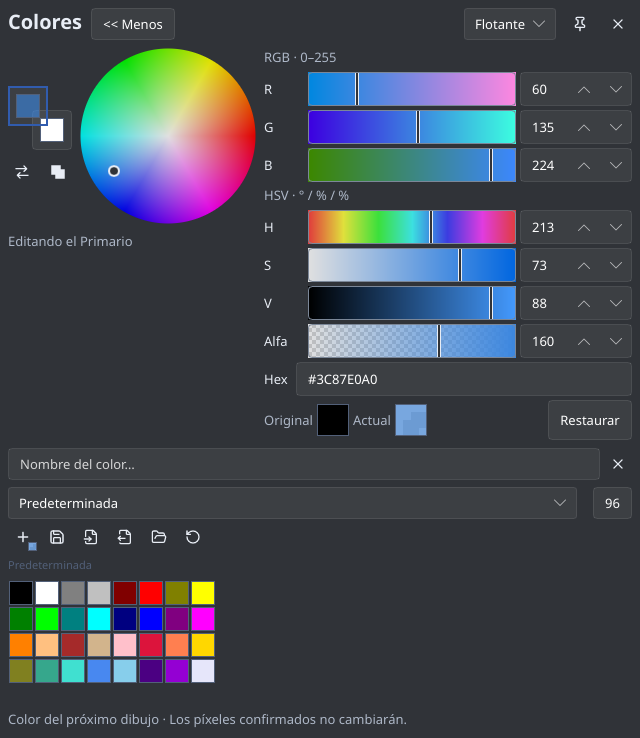 Colores
<< Menos
Flotante
RGB · 0–255
R 60
G 135
B 224
HSV · ° / % / %
H 213
S 73
V 88
Alfa 160
Editando el Primario
Hex #3C87E0A0
Original Actual Restaurar
Nombre del color...
Predeterminada 96
Predeterminada
Color del próximo dibujo · Los píxeles confirmados no cambiarán.